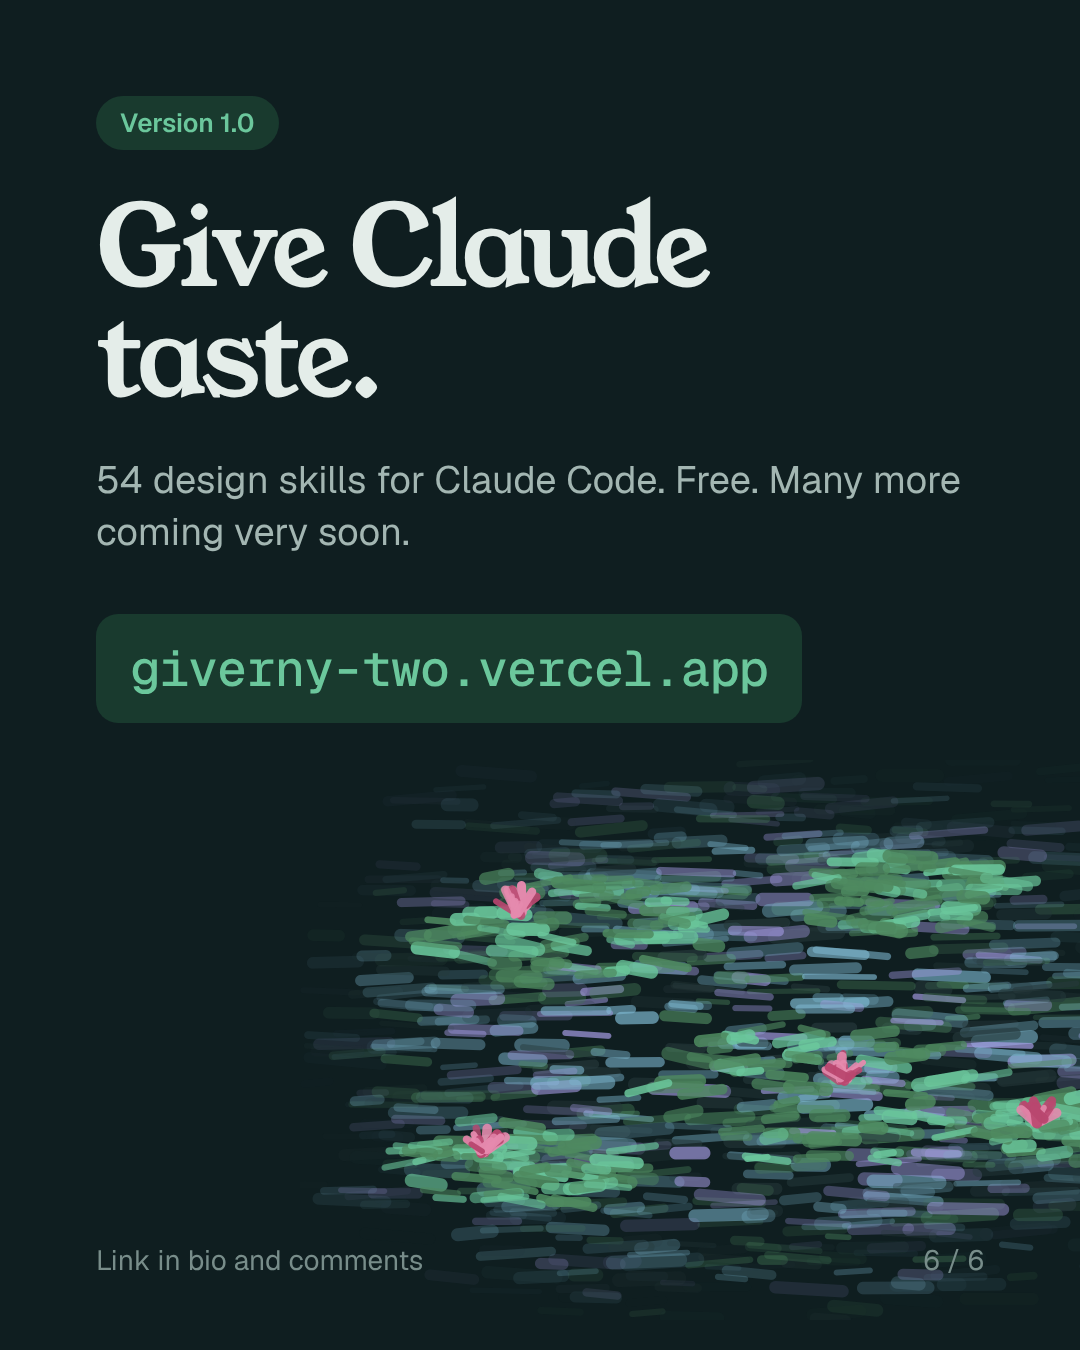 Version 1.0
Give Claude
taste.
54 design skills for Claude Code. Free. Many more
coming very soon.
giverny-two.vercel.app
Link in bio and comments
6 / 6